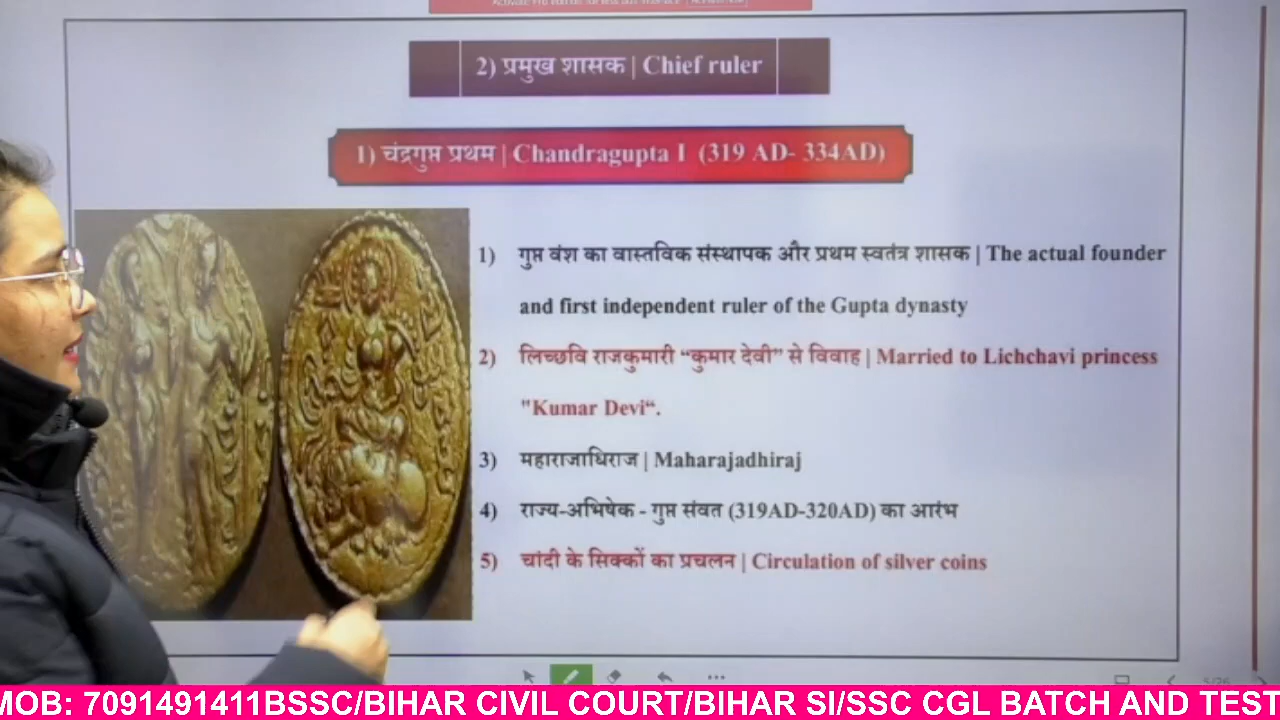 2) प्रमुख शासक | Chief ruler
1) चंद्रगुप्त प्रथम | Chandragupta I (319 AD- 334AD)
1) गुप्त वंश का वास्तविक संस्थापक और प्रथम स्वतंत्र शासक | The actual founder
and first independent ruler of the Gupta dynasty
2) लिच्छवि राजकुमारी “कुमार देवी” से विवाह | Married to Lichchavi princess
"Kumar Devi“.
3) महाराजाधिराज | Maharajadhiraj
4) राज्य-अभिषेक - गुप्त संवत (319AD-320AD) का आरंभ
5) चांदी के सिक्कों का प्रचलन | Circulation of silver coins
5/26
MOB: 7091491411BSSC/BIHAR CIVIL COURT/BIHAR SI/SSC CGL BATCH AND TEST